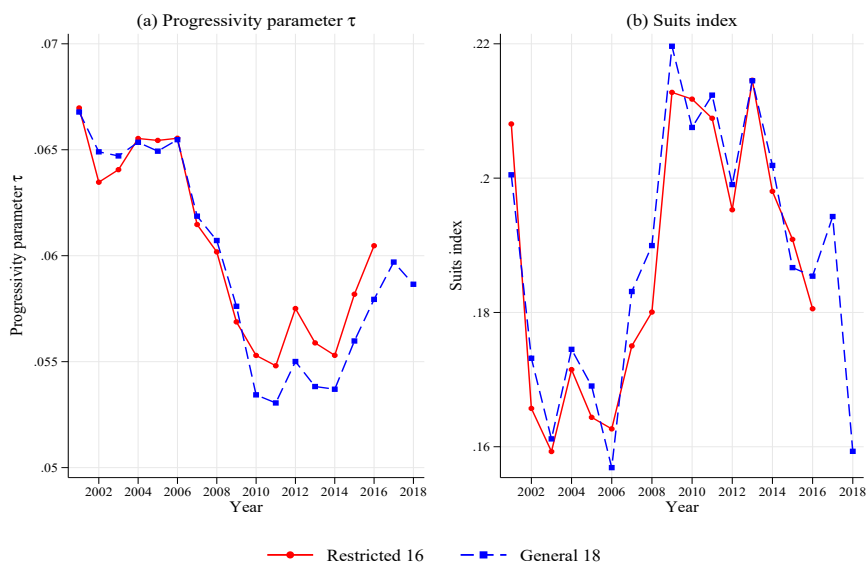 (a) Progressivity parameter τ
(b) Suits index
Progressivity parameter τ
.07
.065
.06
.055
.05
2002 2004 2006 2008 2010 2012 2014 2016 2018
Year
Suits index
.22
.2
.18
.16
2002 2004 2006 2008 2010 2012 2014 2016 2018
Year
Restricted 16
General 18